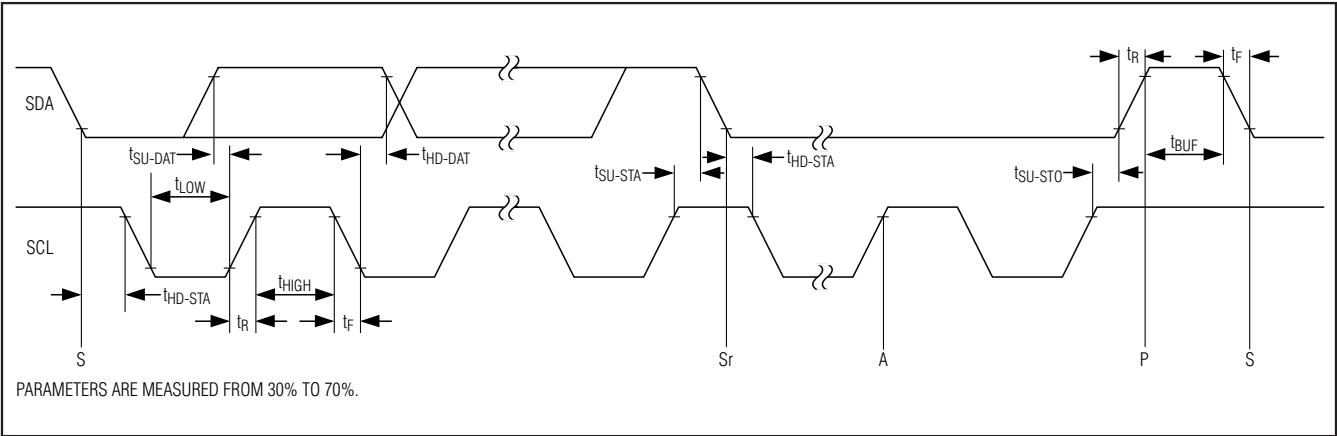 tR
tF
SDA
tSU-DAT
tHD-DAT
tSU-STA
tHD-STA
tBUF
tSU-STO
tLOW
SCL
tHD-STA
tHIGH
tR
tF
S
Sr
A
P
S
PARAMETERS ARE MEASURED FROM 30% TO 70%.